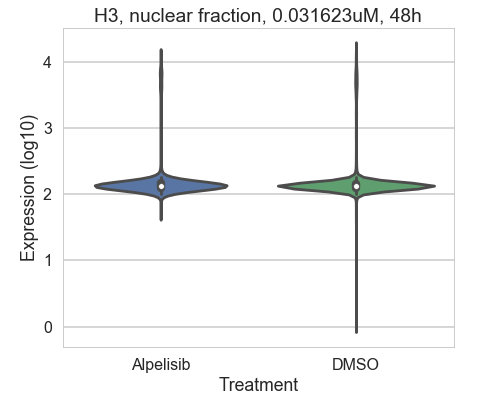 H3, nuclear fraction, 0.031623uM, 48h
Expression (log10)
4
3
2
1
0
Alpelisib
DMSO
Treatment